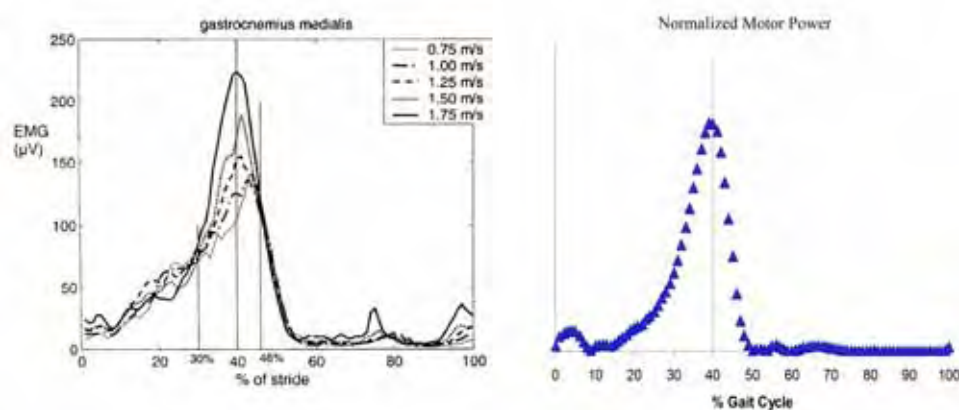 gastrocnemius medialis
250
200
150
100
50
0
EMG
(µV)
0.75 m/s
1.00 m/s
1.25 m/s
1.50 m/s
1.75 m/s
0 20 30% 40 46% 60 80 100
% of stride
Normalized Motor Power
0 10 20 30 40 50 60 70 80 90 100
% Gait Cycle